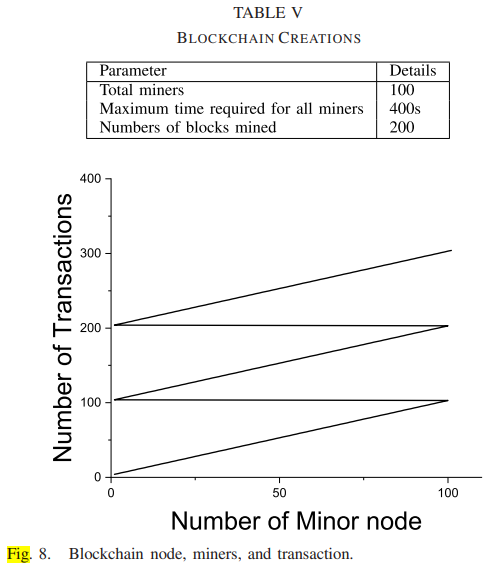 TABLE V
BLOCKCHAIN CREATIONS
Parameter Details
Total miners 100
Maximum time required for all miners 400s
Numbers of blocks mined 200
400
300
200
100
0
Number of Transactions
0 50 100
Number of Minor node
Fig. 8. Blockchain node, miners, and transaction.